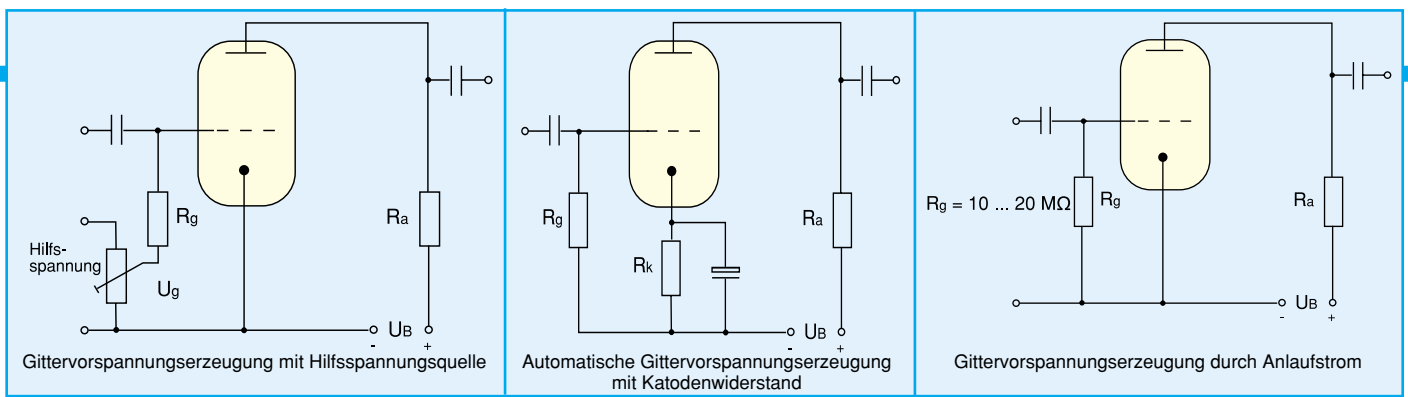 Rg
Ra
Hilfs-
spannung
Ug
- UB +
Gittervorspannungserzeugung mit Hilfsspannungsquelle
Rg
Rk
Ra
- UB +
Automatische Gittervorspannungserzeugung
mit Katodenwiderstand
Rg = 10 ... 20 MΩ
Rg
Ra
- UB +
Gittervorspannungserzeugung durch Anlaufstrom